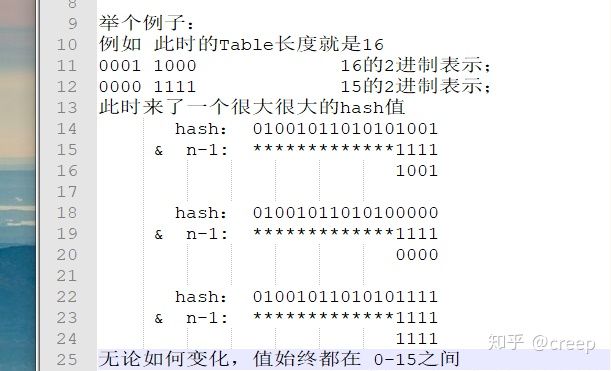 8
9 举个例子:
10 例如 此时的Table长度就是16
11 0001 1000 16的2进制表示;
12 0000 1111 15的2进制表示;
13 此时来了一个很大很大的hash值
14 hash: 01001011010101001
15 & n-1: *************1111
16 1001
17
18 hash: 01001011010100000
19 & n-1: *************1111
20 0000
21
22 hash: 01001011010101111
23 & n-1: *************1111
24 1111
25 无论如何变化，值始终都在 0-15之间
知乎 @creep